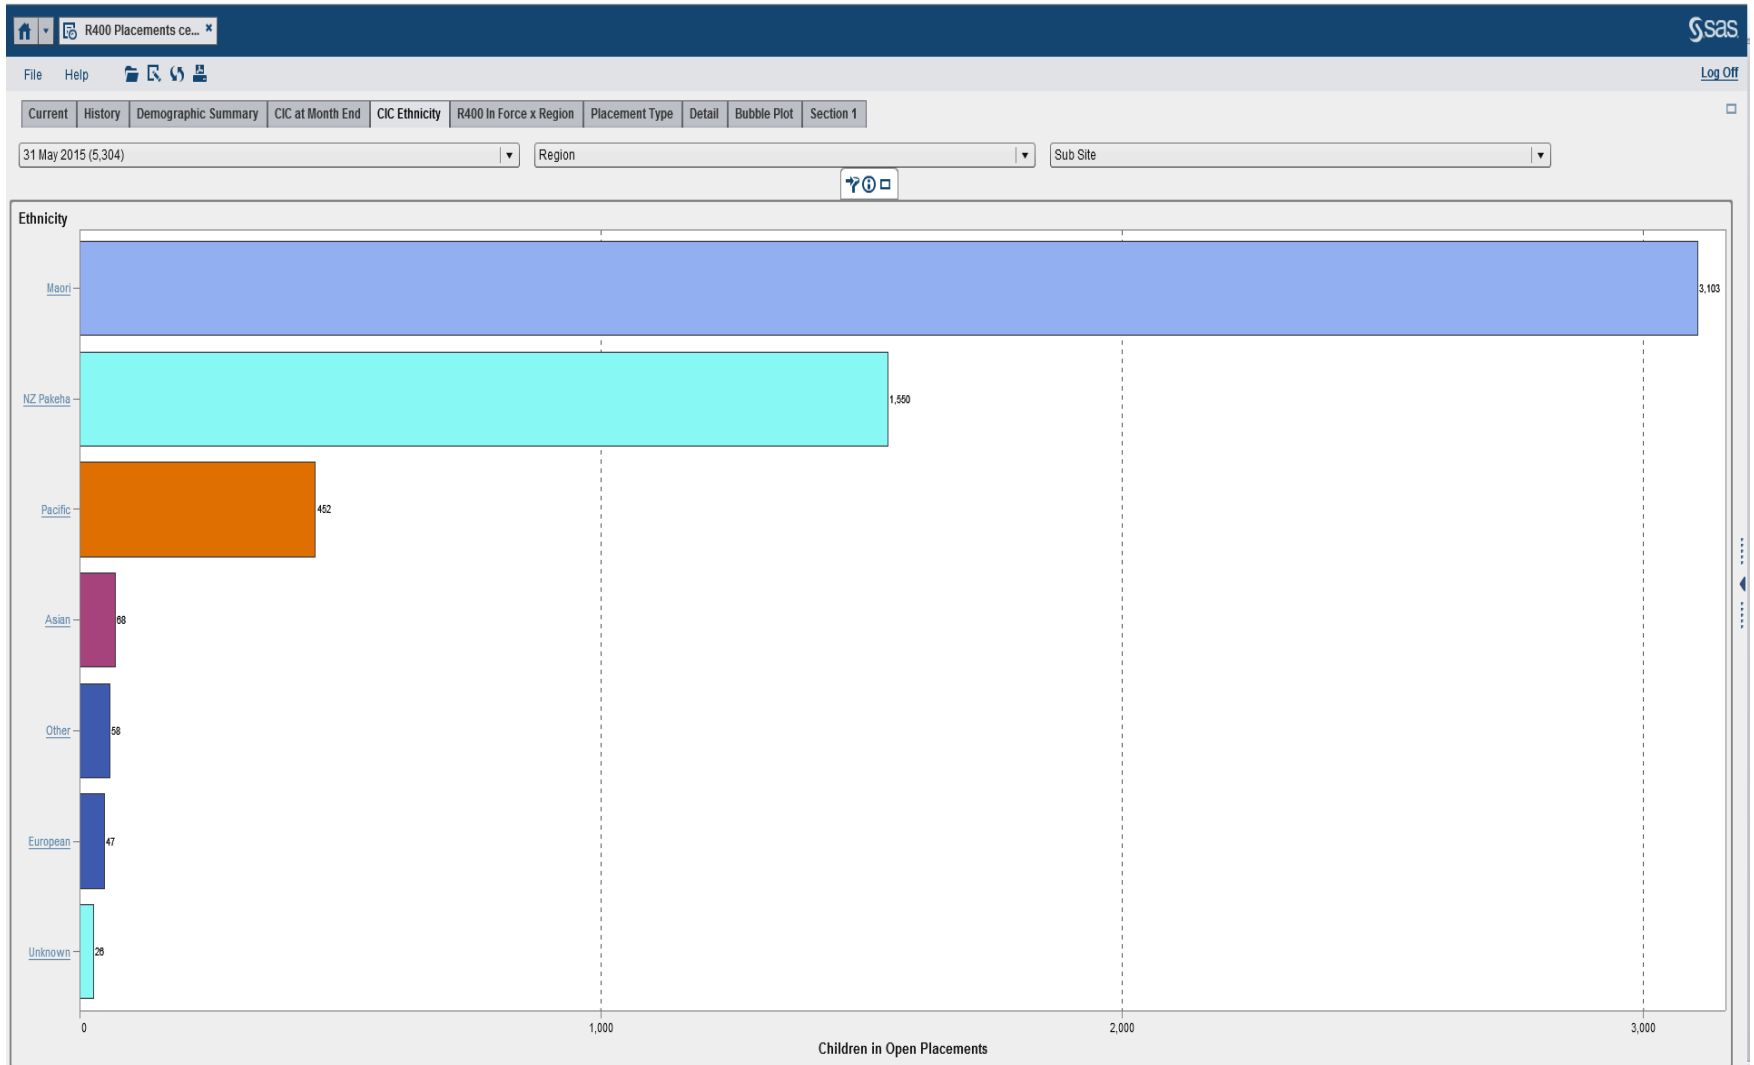 R400 Placements ce... ×
sas
File Help
Log Off
Current History Demographic Summary CIC at Month End CIC Ethnicity R400 In Force x Region Placement Type Detail Bubble Plot Section 1
31 May 2015 (5,304) Region Sub Site
Ethnicity
Maori 3,103
NZ Pakeha 1,550
Pacific 452
Asian 68
Other 58
European 47
Unknown 26
0 1,000 2,000 3,000
Children in Open Placements